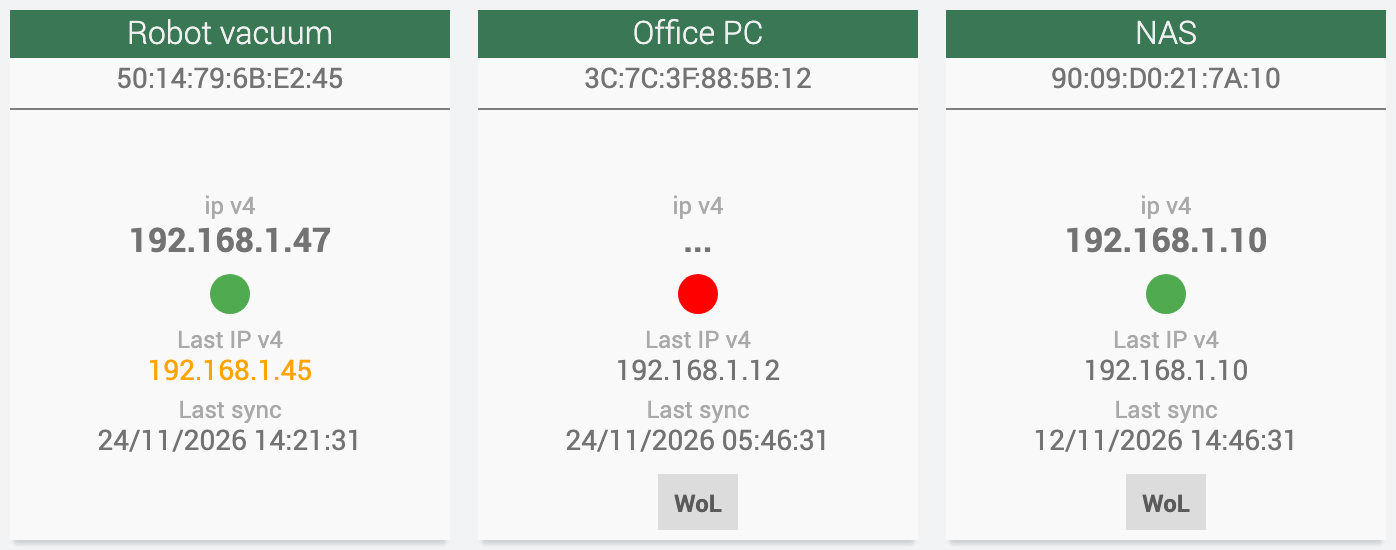 Robot vacuum
50:14:79:6B:E2:45
ip v4
192.168.1.47
Last IP v4
192.168.1.45
Last sync
24/11/2026 14:21:31
Office PC
3C:7C:3F:88:5B:12
ip v4
...
Last IP v4
192.168.1.12
Last sync
24/11/2026 05:46:31
WoL
NAS
90:09:D0:21:7A:10
ip v4
192.168.1.10
Last IP v4
192.168.1.10
Last sync
12/11/2026 14:46:31
WoL